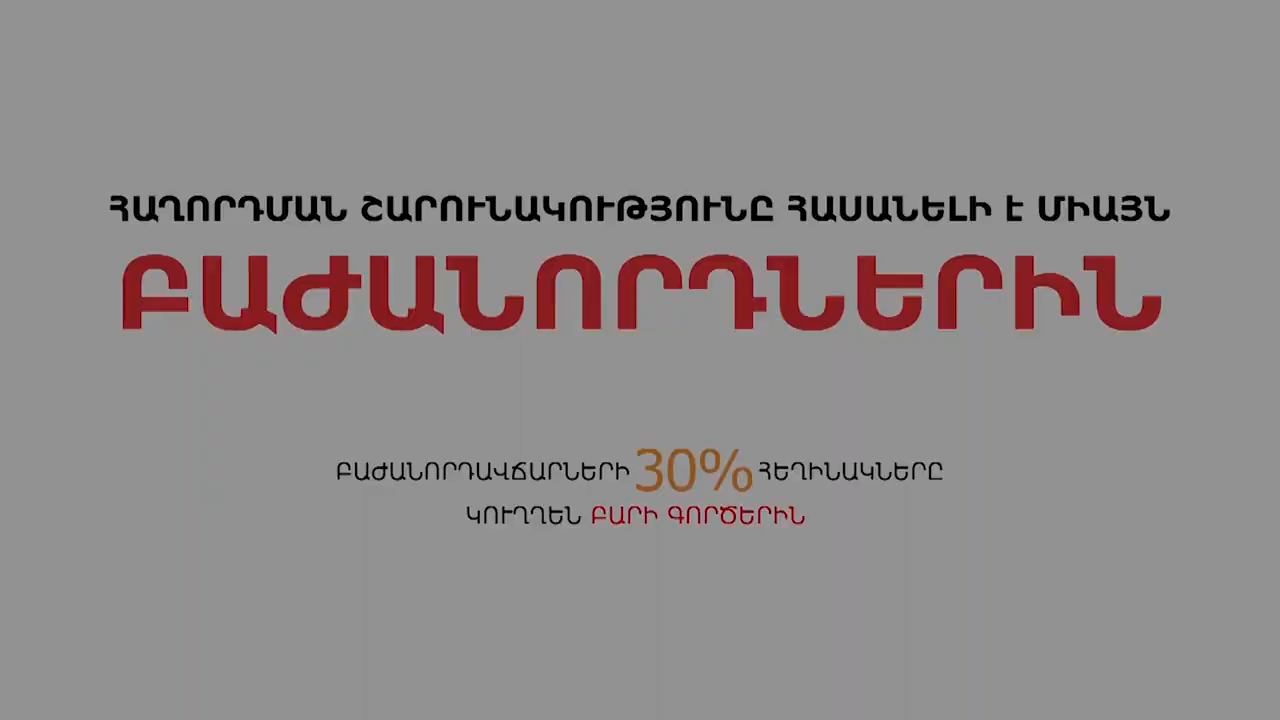 ՀԱՂՈՐԴՄԱՆ ՇԱՐՈՒՆԱԿՈՒԹՅՈՒՆԸ ՀԱՍԱՆԵԼԻ Է ՄԻԱՅՆ
ԲԱԺԱՆՈՐԴՆԵՐԻՆ
ԲԱԺԱՆՈՐԴԱՎՃԱՐՆԵՐԻ 30% ՀԵՂԻՆԱԿՆԵՐԸ
ԿՈՒՂՂԵՆ ԲԱՐԻ ԳՈՐԾԵՐԻՆ